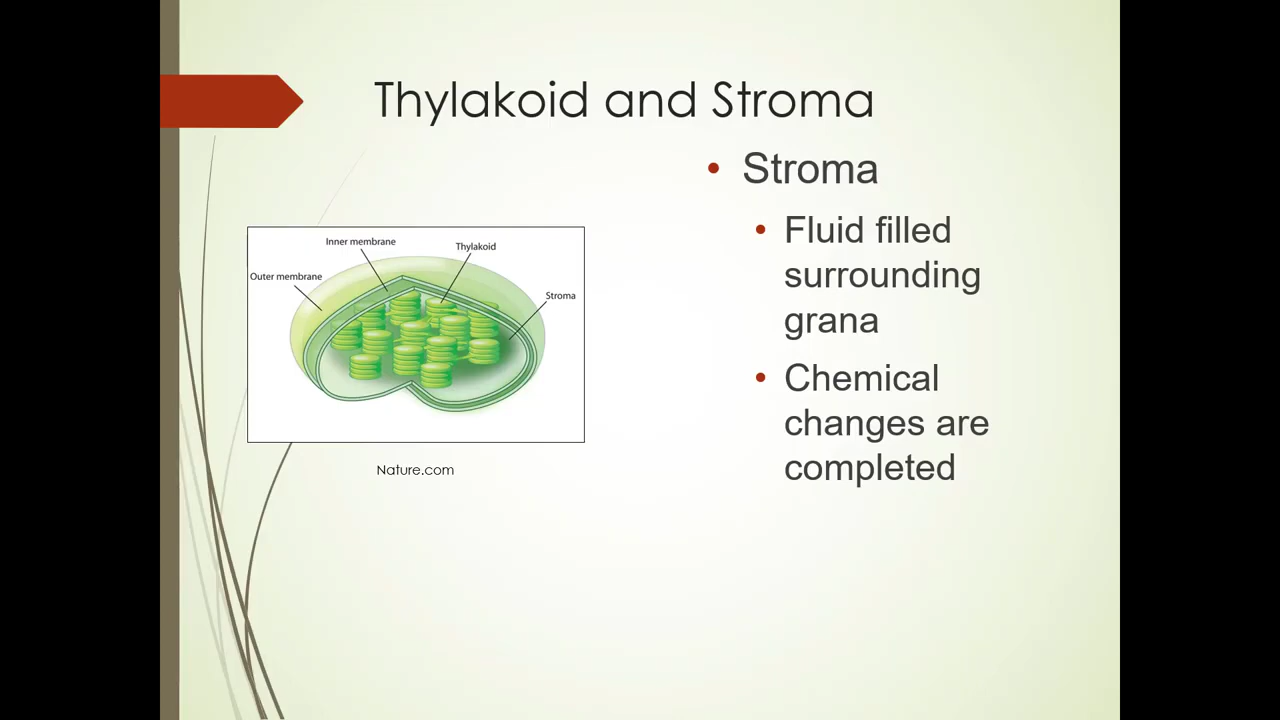 Thylakoid and Stroma
Inner membrane
Thylakoid
Outer membrane
Stroma
Nature.com
• Stroma
• Fluid filled
surrounding
grana
• Chemical
changes are
completed